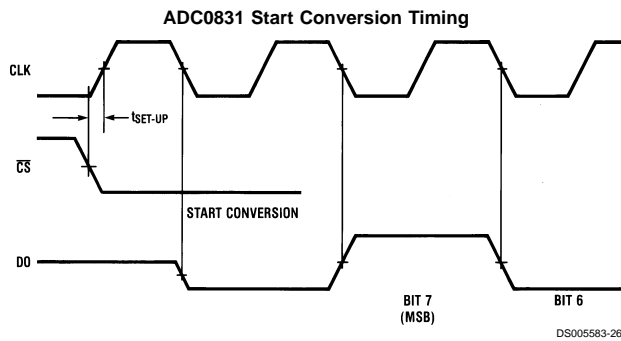 ADC0831 Start Conversion Timing
CLK
tSET-UP
CS
START CONVERSION
DO
BIT 7
(MSB)
BIT 6
DS005583-26